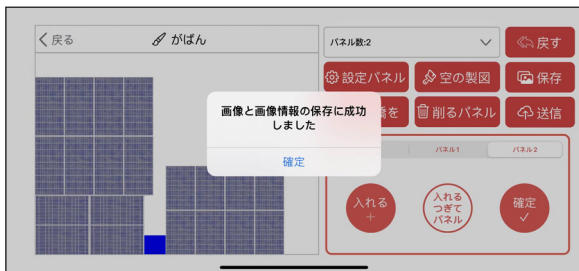 戻る
がばん
パネル数:2
戻す
設定パネル
空の製図
保存
橋を
削るパネル
送信
画像と画像情報の保存に成功
しました
確定
パネル1
パネル2
入れる
+
入れる
つぎて
パネル
確定